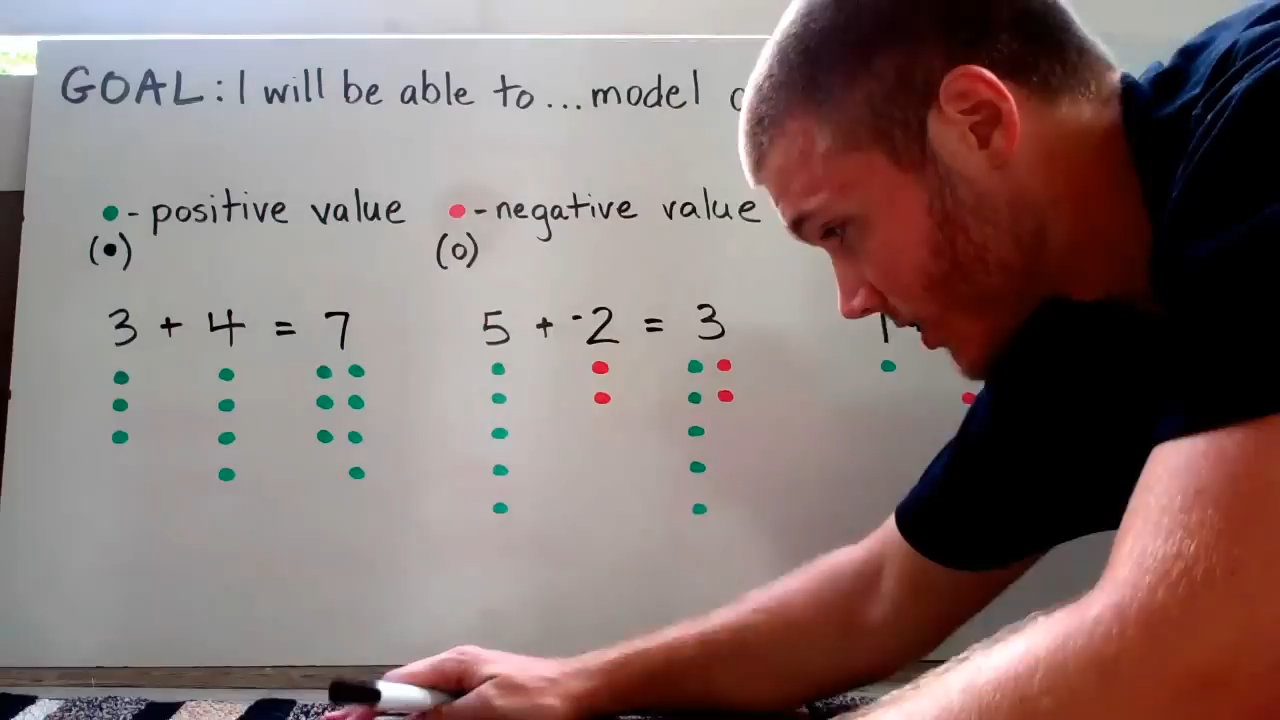 GOAL: I will be able to... model
●- positive value ●- negative value
(●) (○)
3 + 4 = 7 5 + -2 = 3